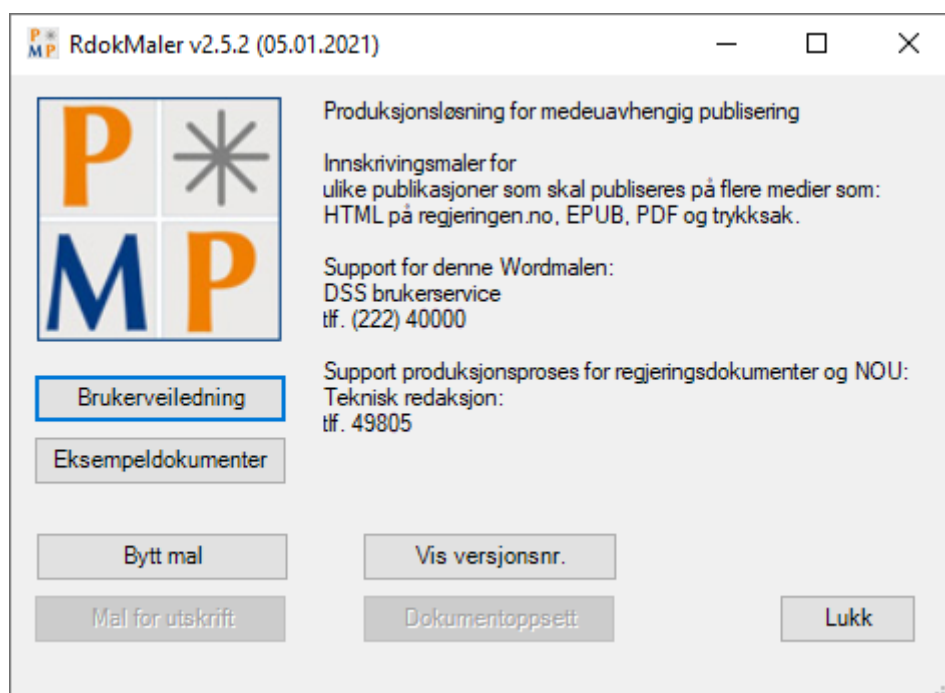 P
MP
RdokMaler v2.5.2 (05.01.2021)
P
M P
Produksjonsløsning for medeuavhengig publisering
Innskrivingsmaler for
ulike publikasjoner som skal publiseres på flere medier som:
HTML på regjeringen.no, EPUB, PDF og trykksak.
Support for denne Wordmalen:
DSS brukerservice
tlf. (222) 40000
Support produksjonsproses for regjeringsdokumenter og NOU:
Teknisk redaksjon:
tlf. 49805
Brukerveiledning
Eksempeldokumenter
Bytt mal
Vis versjonsnr.
Mal for utskrift
Dokumentoppsett
Lukk